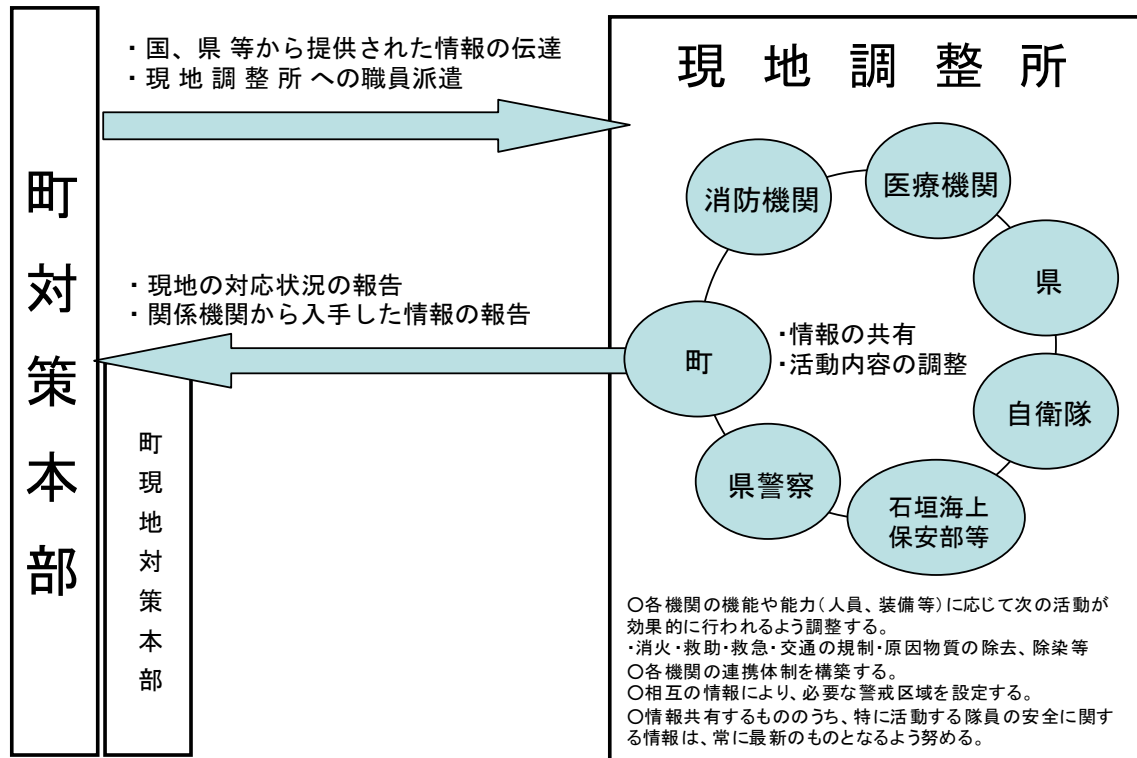 町対策本部
・国、県 等から提供された情報の伝達
・現 地 調 整 所 への職員派遣
・現地の対応状況の報告
・関係機関から入手した情報の報告
町現地対策本部
現 地 調 整 所
消防機関
医療機関
県
自衛隊
石垣海上
保安部等
県警察
町
・情報の共有
・活動内容の調整
○各機関の機能や能力(人員、装備等)に応じて次の活動が
効果的に行われるよう調整する。
・消火・救助・救急・交通の規制・原因物質の除去、除染等
○各機関の連携体制を構築する。
○相互の情報により、必要な警戒区域を設定する。
○情報共有するもののうち、特に活動する隊員の安全に関す
る情報は、常に最新のものとなるよう努める。